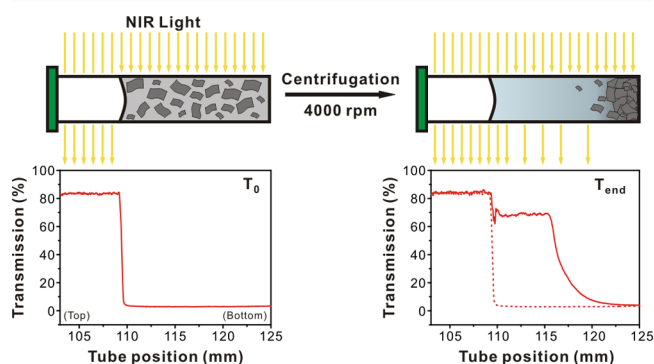 NIR Light
Centrifugation
4000 rpm
Transmission (%)
100
80
60
40
20
0
T0
(Top)
(Bottom)
105
110
115
120
125
Tube position (mm)
Transmission (%)
100
80
60
40
20
0
Tend
105
110
115
120
125
Tube position (mm)